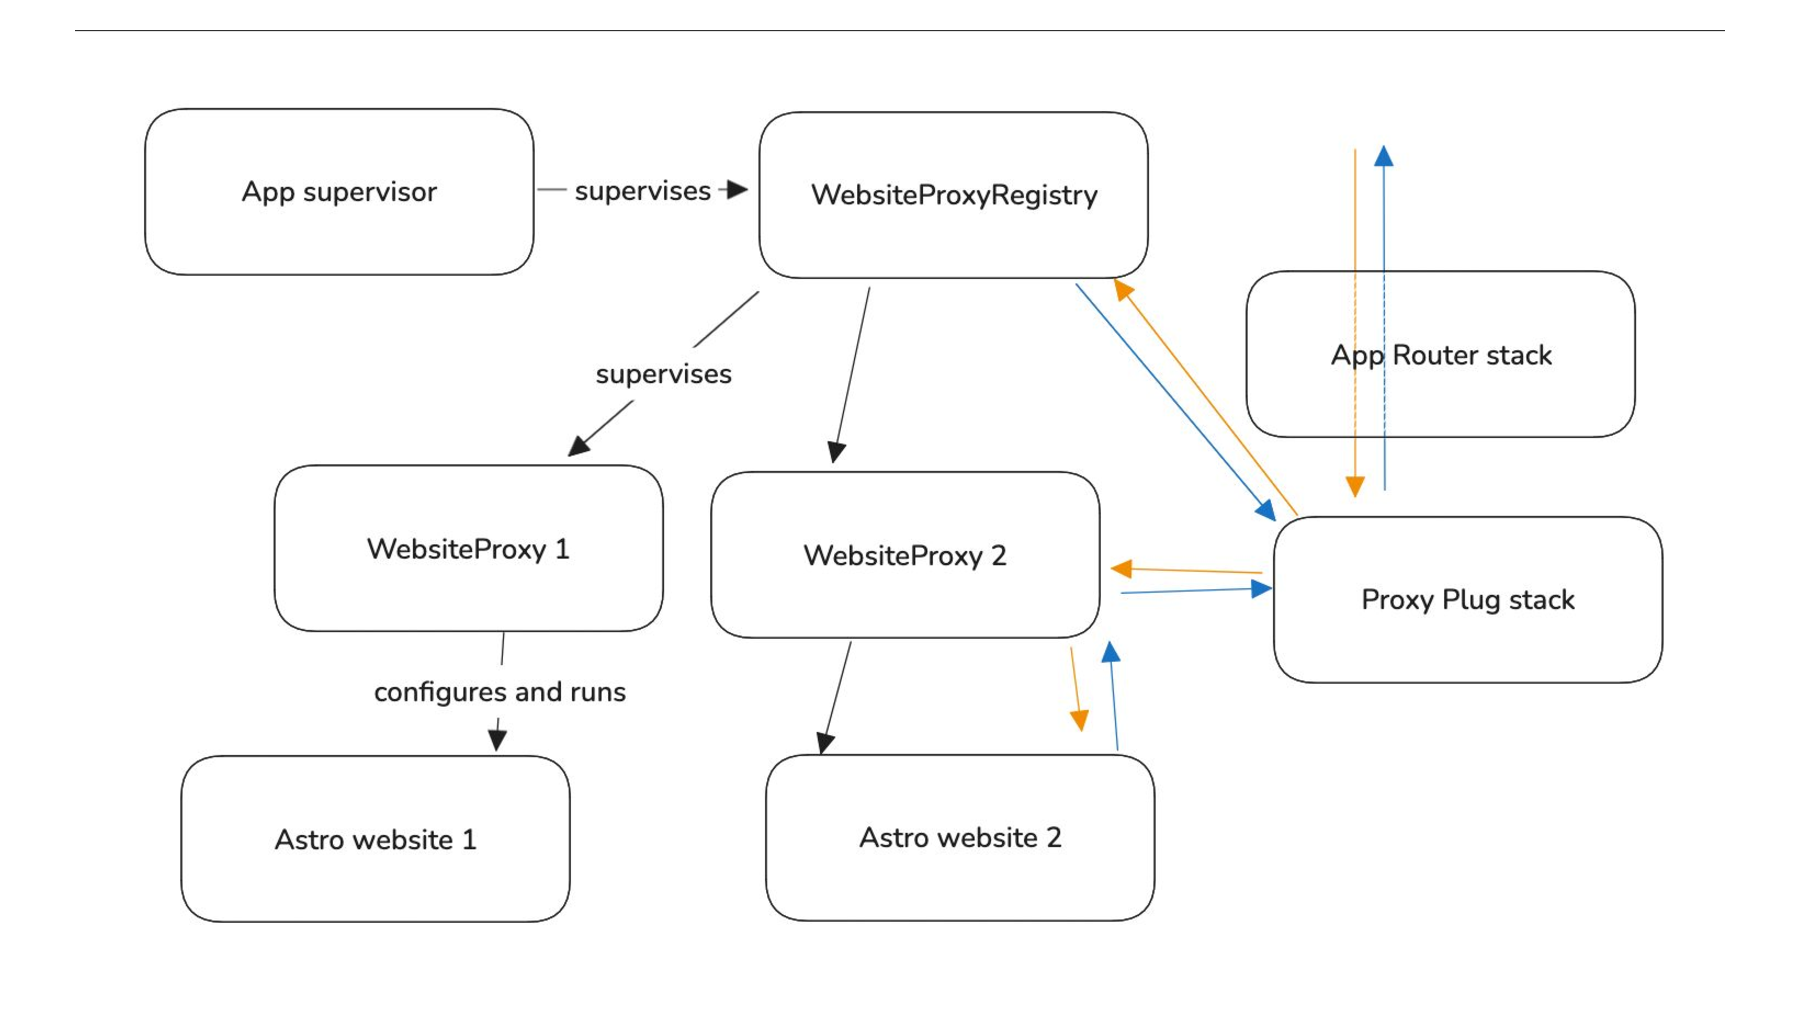 App supervisor
supervises
WebsiteProxyRegistry
App Router stack
supervises
WebsiteProxy 1
WebsiteProxy 2
Proxy Plug stack
configures and runs
Astro website 1
Astro website 2